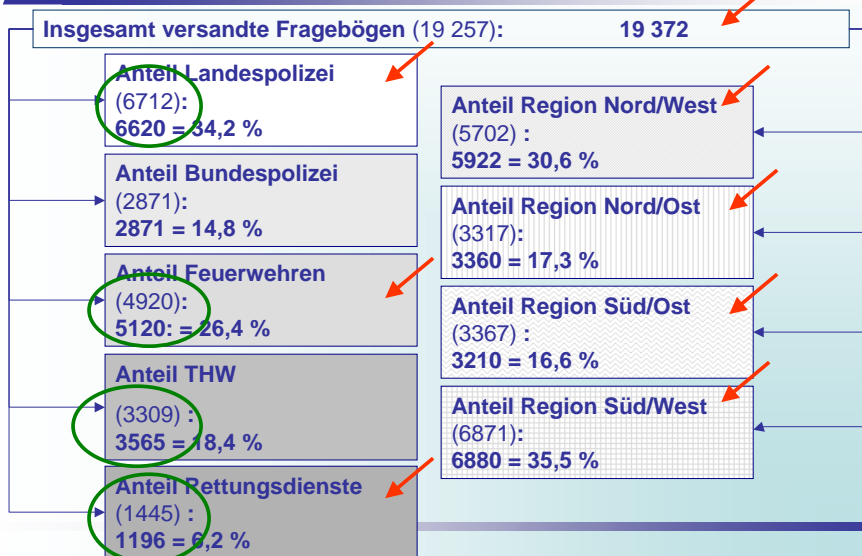 Insgesamt versandte Fragebögen (19 257): 19 372
Anteil Landespolizei
(6712):
6620 = 34,2 %
Anteil Bundespolizei
(2871):
2871 = 14,8 %
Anteil Feuerwehren
(4920):
5120: = 26,4 %
Anteil THW
(3309) :
3565 = 18,4 %
Anteil Rettungsdienste
(1445) :
1196 = 6,2 %
Anteil Region Nord/West
(5702) :
5922 = 30,6 %
Anteil Region Nord/Ost
(3317):
3360 = 17,3 %
Anteil Region Süd/Ost
(3367) :
3210 = 16,6 %
Anteil Region Süd/West
(6871):
6880 = 35,5 %